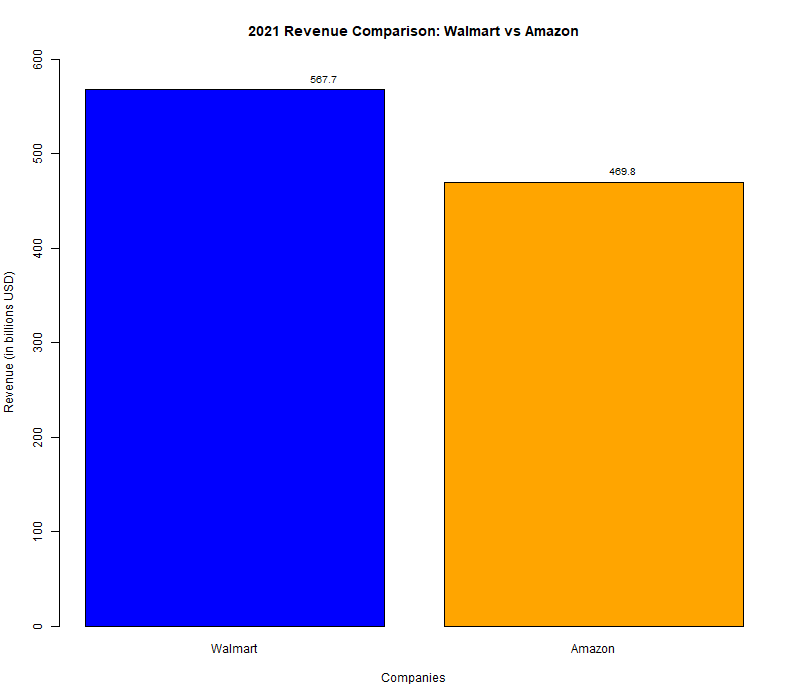 2021 Revenue Comparison: Walmart vs Amazon
600
500
400
300
200
100
0
Revenue (in billions USD)
567.7
469.8
Walmart
Amazon
Companies